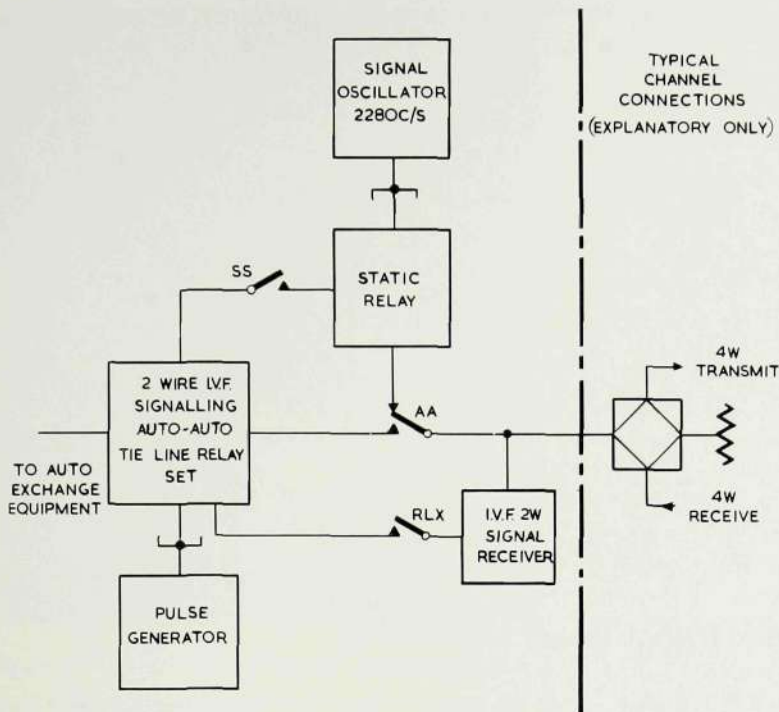 SIGNAL
OSCILLATOR
2280C/S
TYPICAL
CHANNEL
CONNECTIONS
(EXPLANATORY ONLY)
SS
STATIC
RELAY
2 WIRE I.V.F.
SIGNALLING
AUTO-AUTO
TIE LINE RELAY
SET
AA
4W
TRANSMIT
TO AUTO
EXCHANGE
EQUIPMENT
RLX
I.V.F. 2W
SIGNAL
RECEIVER
4W
RECEIVE
PULSE
GENERATOR